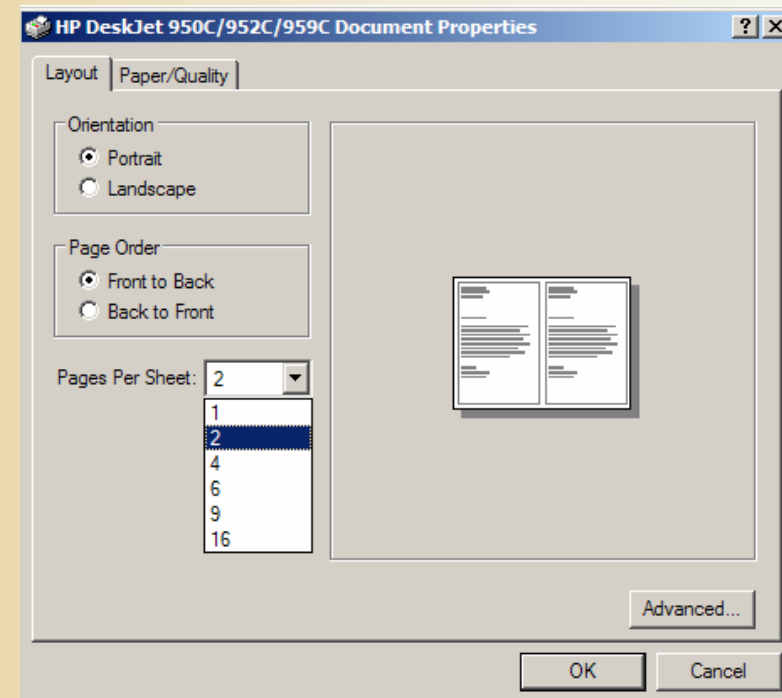 HP DeskJet 950C/952C/959C Document Properties
Layout
Paper/Quality
Orientation
Portrait
Landscape
Page Order
Front to Back
Back to Front
Pages Per Sheet: 2
1
2
4
6
9
16
Advanced...
OK
Cancel